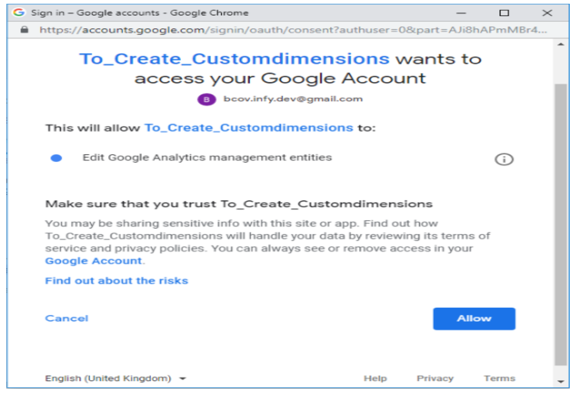 Sign in – Google accounts - Google Chrome
https://accounts.google.com/signin/oauth/consent?authuser=0&part=AJi8hAPmMBr4...
To_Create_Customdimensions wants to
access your Google Account
B bcov.infy.dev@gmail.com
This will allow To_Create_Customdimensions to:
Edit Google Analytics management entities
Make sure that you trust To_Create_Customdimensions
You may be sharing sensitive info with this site or app. Find out how
To_Create_Customdimensions will handle your data by reviewing its terms of
service and privacy policies. You can always see or remove access in your
Google Account.
Find out about the risks
Cancel
Allow
English (United Kingdom)
Help Privacy Terms